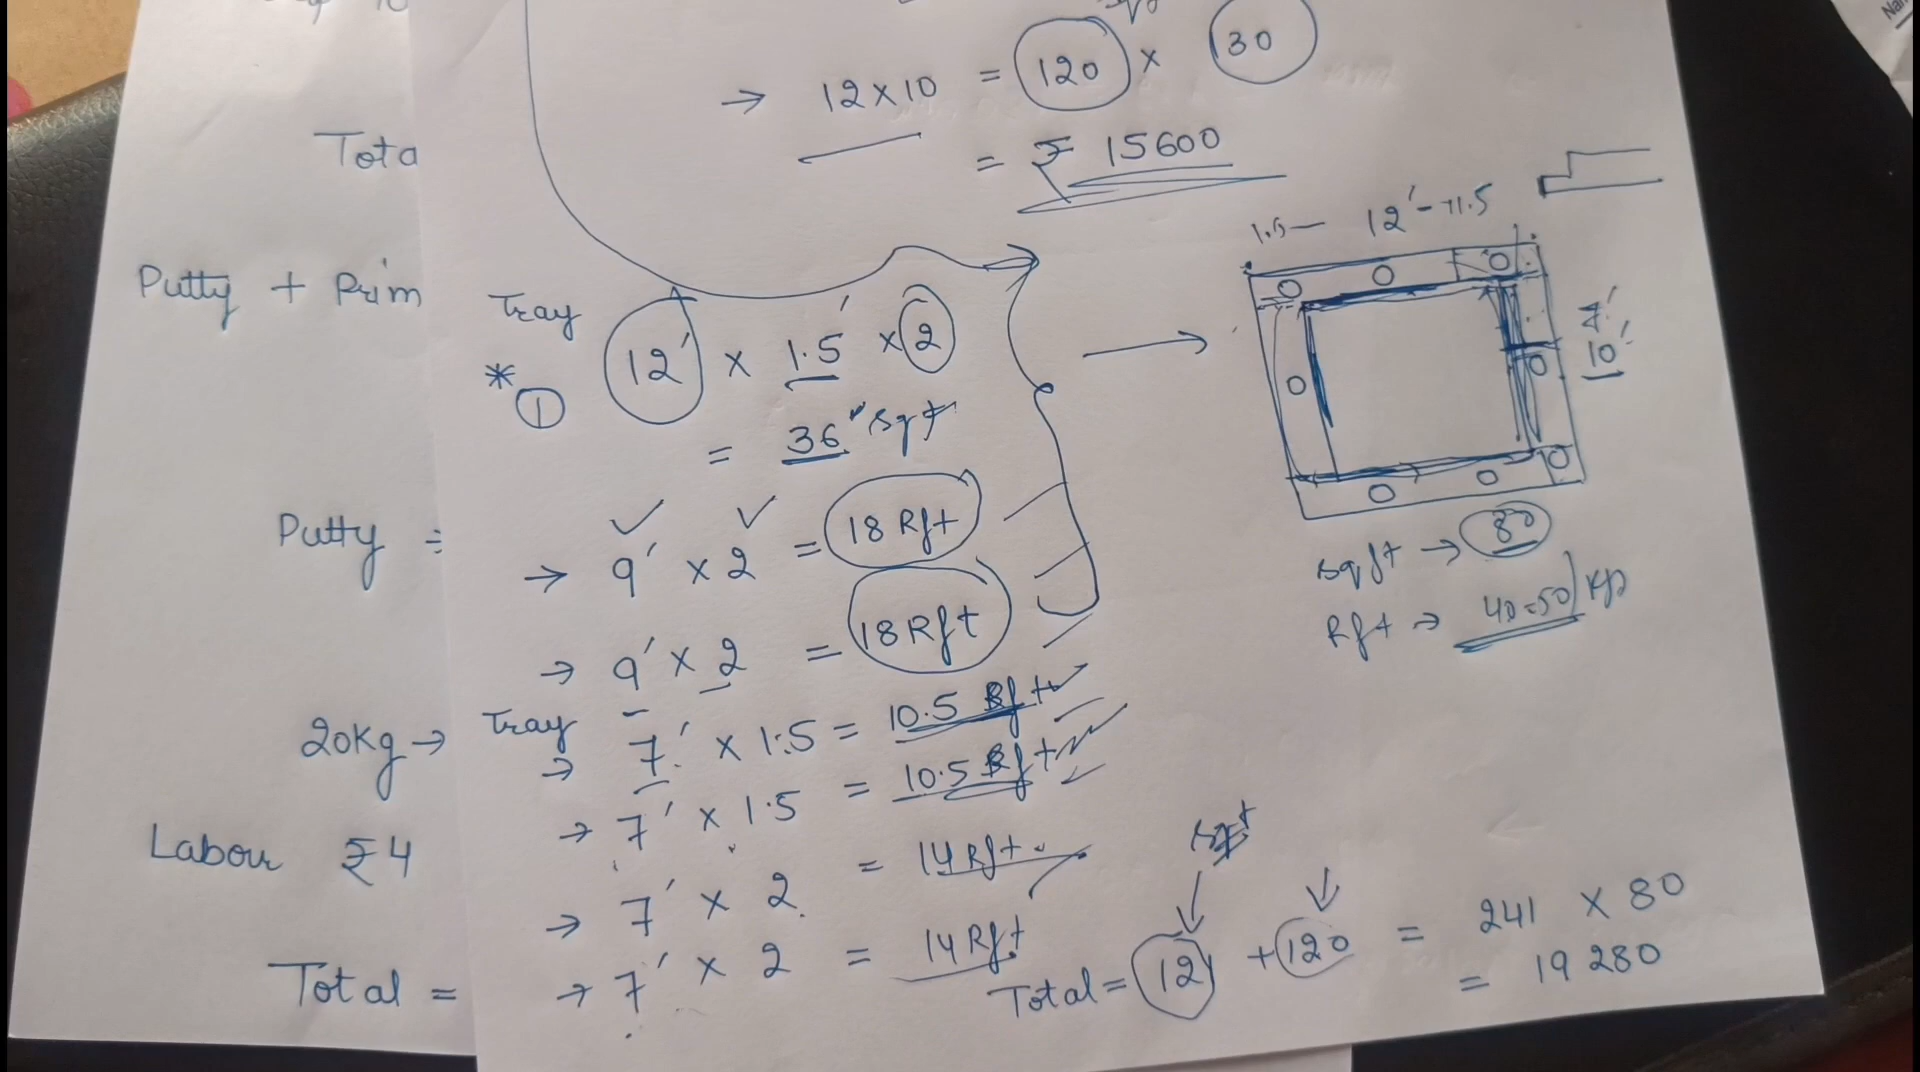 → 12 x 10 = 120 x 130
= ₹ 15600
Tota
Putty + Prim
Putty =
20Kg →
Labour ₹4
Total =
Tray
* ① 12' x 1.5' x 2
= 36 sqft
→ 9' x 2 = 18 Rft
→ 9' x 2 = 18 Rft
Tray
→ 7' x 1.5 = 10.5 Rft
→ 7' x 1.5 = 10.5 Rft
→ 7' x 2 = 14 Rft
→ 7' x 2 = 14 Rft
1.5 — 12' - 11.5
10'
sqft → 80
Rft → 40-50/
sqft
Total = 121 + 120 = 241 x 80
= 19280